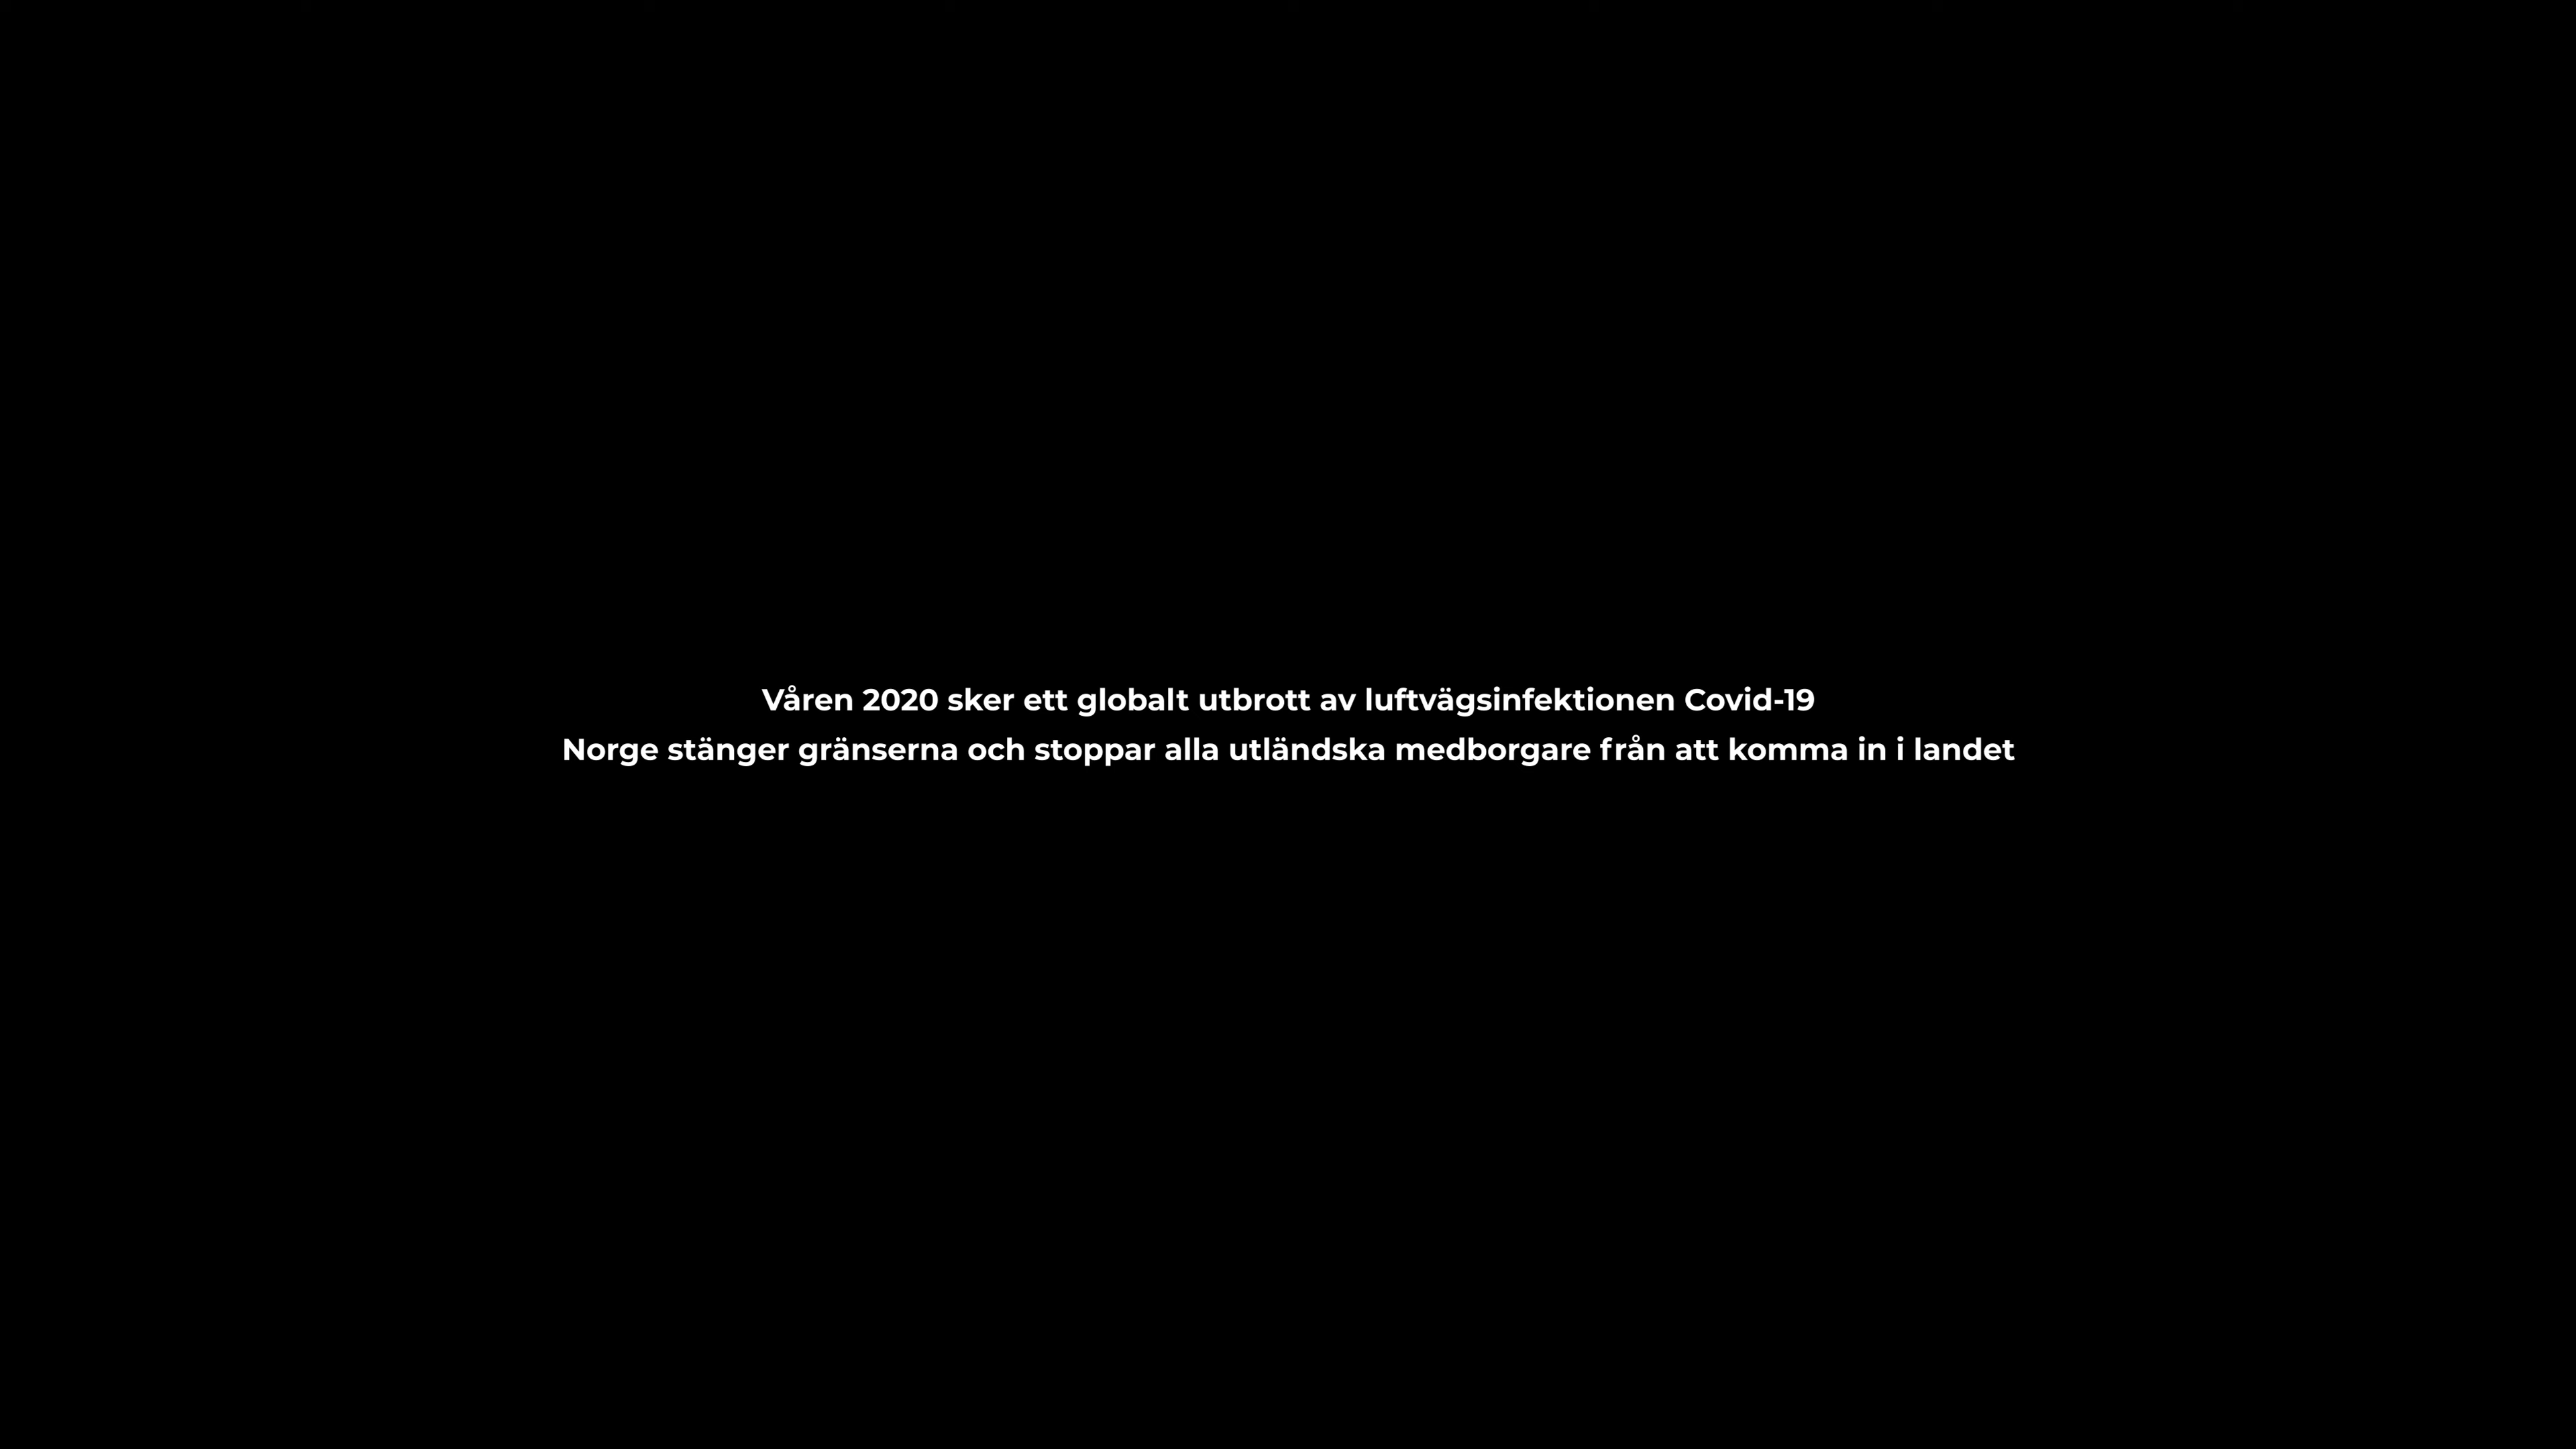 Våren 2020 sker ett globalt utbrott av luftvägsinfektionen Covid-19
Norge stänger gränserna och stoppar alla utländska medborgare från att komma in i landet